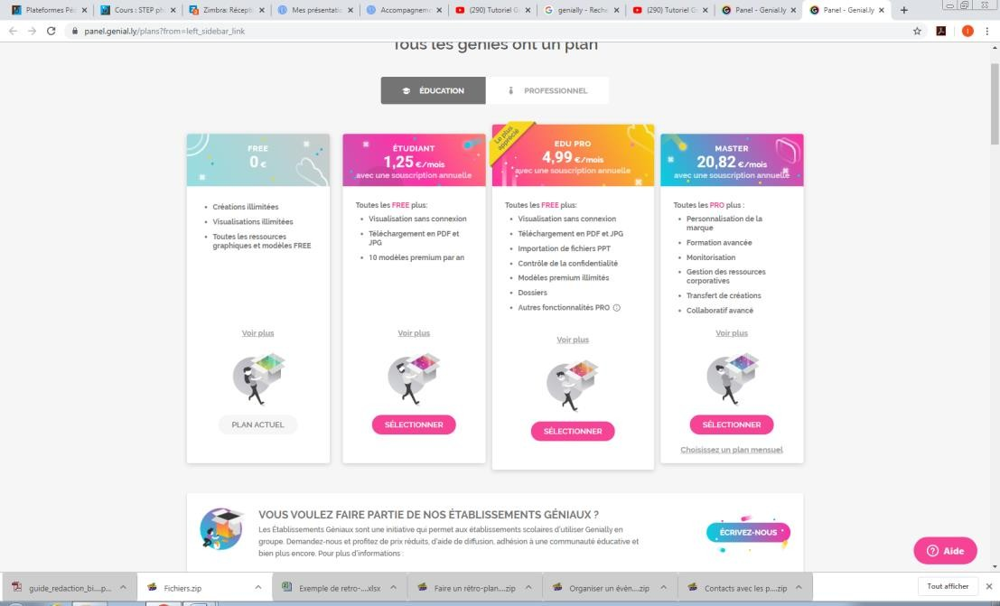 Plateformes Péc
Cours : STEP ph
Zimbra: Récepti
Mes présentatio
Accompagneme
(290) Tutoriel G
genially - Reche
(290) Tutoriel G
Panel - Genial.ly
Panel - Genial.ly
panel.genial.ly/plans?from=left_sidebar_link
Tous les génies ont un plan
ÉDUCATION
PROFESSIONNEL
FREE
0 €
Créations illimitées
Visualisations illimitées
Toutes les ressources
graphiques et modèles FREE
Voir plus
PLAN ACTUEL
ÉTUDIANT
1,25 €/mois
avec une souscription annuelle
Toutes les FREE plus:
Visualisation sans connexion
Téléchargement en PDF et
JPG
10 modèles premium par an
Voir plus
SÉLECTIONNER
Le plus
apprécié
EDU PRO
4,99 €/mois
avec une souscription annuelle
Toutes les FREE plus:
Visualisation sans connexion
Téléchargement en PDF et JPG
Importation de fichiers PPT
Contrôle de la confidentialité
Modèles premium illimités
Dossiers
Autres fonctionnalités PRO
Voir plus
SÉLECTIONNER
MASTER
20,82 €/mois
avec une souscription annuelle
Toutes les PRO plus :
Personnalisation de la
marque
Formation avancée
Monitorisation
Gestion des ressources
corporatives
Transfert de créations
Collaboratif avancé
Voir plus
SÉLECTIONNER
Choisissez un plan mensuel
VOUS VOULEZ FAIRE PARTIE DE NOS ÉTABLISSEMENTS GÉNIAUX ?
Les Établissements Géniaux sont une initiative qui permet aux établissements scolaires d'utiliser Genially en
groupe. Demandez-nous et profitez de prix réduits, d'aide de diffusion, adhésion à une communauté éducative et
bien plus encore. Pour plus d'informations :
ÉCRIVEZ-NOUS
Aide
guide_redaction_bi....p...
Fichiers.zip
Exemple de retro-....xlsx
Faire un rétro-plan....zip
Organiser un évèn....zip
Contacts avec les p....zip
Tout afficher